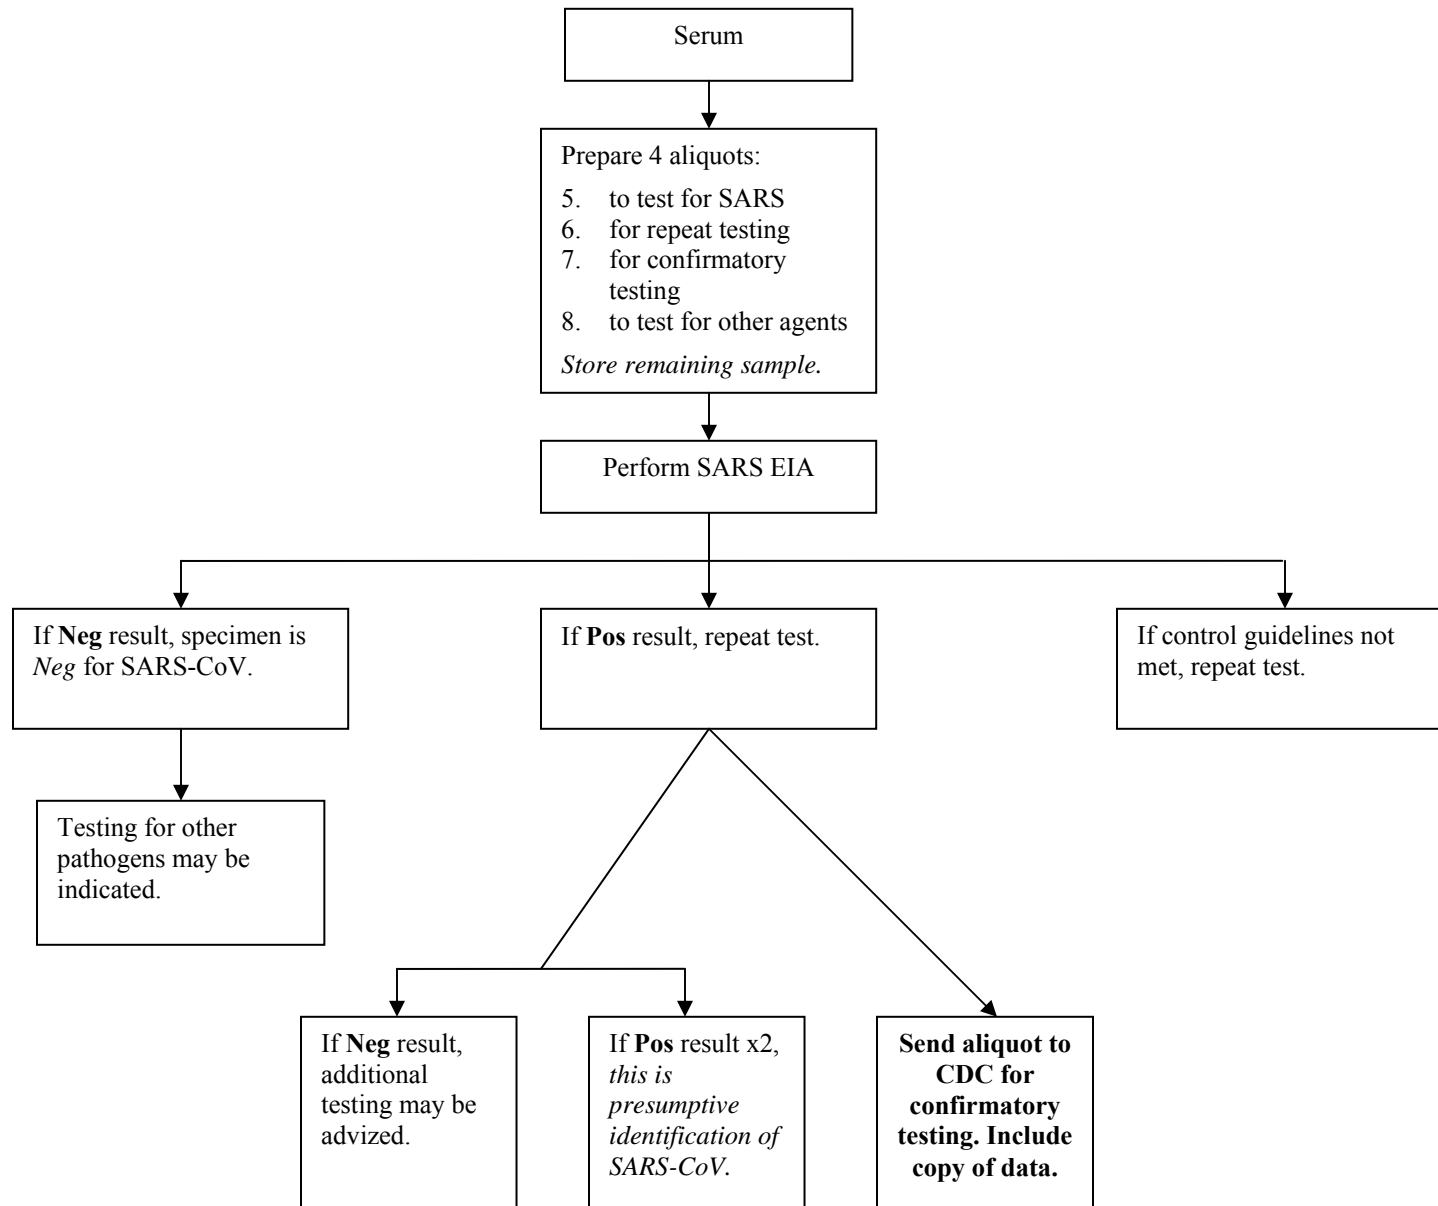 Serum
Prepare 4 aliquots:
5. to test for SARS
6. for repeat testing
7. for confirmatory
testing
8. to test for other agents
Store remaining sample.
Perform SARS EIA
If Neg result, specimen is
Neg for SARS-CoV.
If Pos result, repeat test.
If control guidelines not
met, repeat test.
Testing for other
pathogens may be
indicated.
If Neg result,
additional
testing may be
advized.
If Pos result x2,
this is
presumptive
identification of
SARS-CoV.
Send aliquot to
CDC for
confirmatory
testing. Include
copy of data.